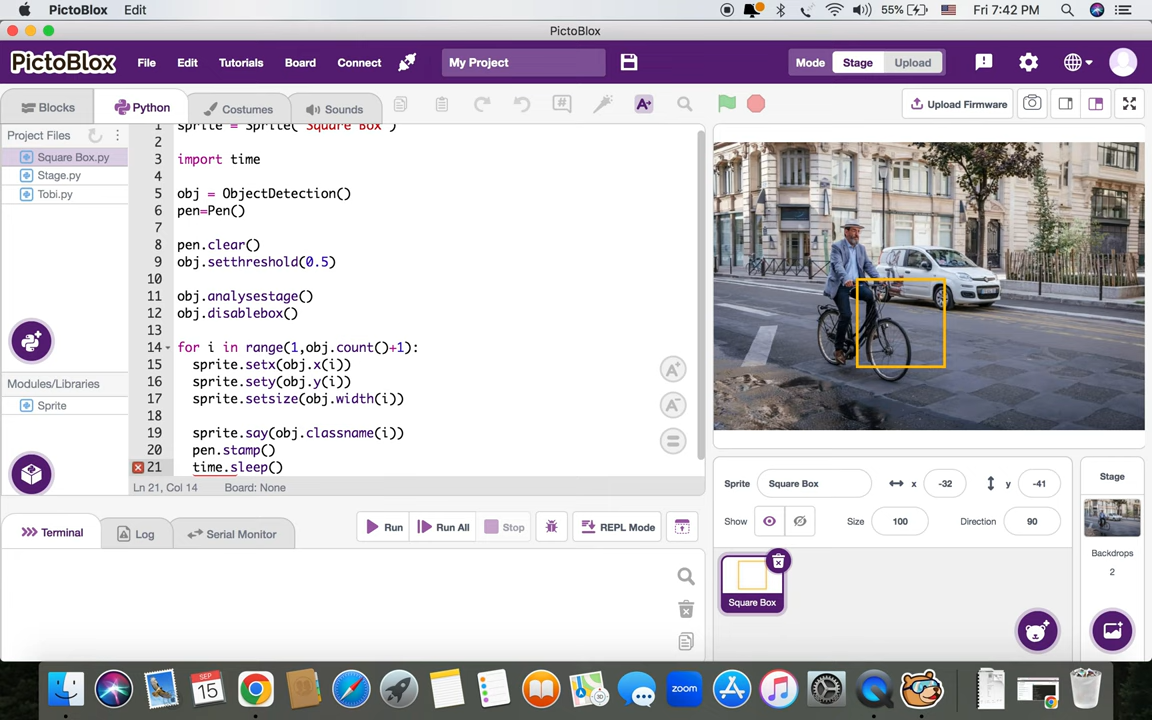 PictoBlox Edit 55% Fri 7:42 PM
PictoBlox
PictoBlox File Edit Tutorials Board Connect My Project Mode Stage Upload
Blocks Python Costumes Sounds Upload Firmware
Project Files
Square Box.py
Stage.py
Tobi.py
Modules/Libraries
Sprite
1 sprite = Sprite('Square Box')
2
3 import time
4
5 obj = ObjectDetection()
6 pen=Pen()
7
8 pen.clear()
9 obj.setthreshold(0.5)
10
11 obj.analysestage()
12 obj.disablebox()
13
14 for i in range(1,obj.count()+1):
15 sprite.setx(obj.x(i))
16 sprite.sety(obj.y(i))
17 sprite.setsize(obj.width(i))
18
19 sprite.say(obj.classname(i))
20 pen.stamp()
21 time.sleep()
Ln 21, Col 14 Board: None
Terminal Log Serial Monitor Run Run All Stop REPL Mode
Sprite Square Box x -32 y -41
Show Size 100 Direction 90
Square Box
Stage
Backdrops
2
SEP
15
zoom